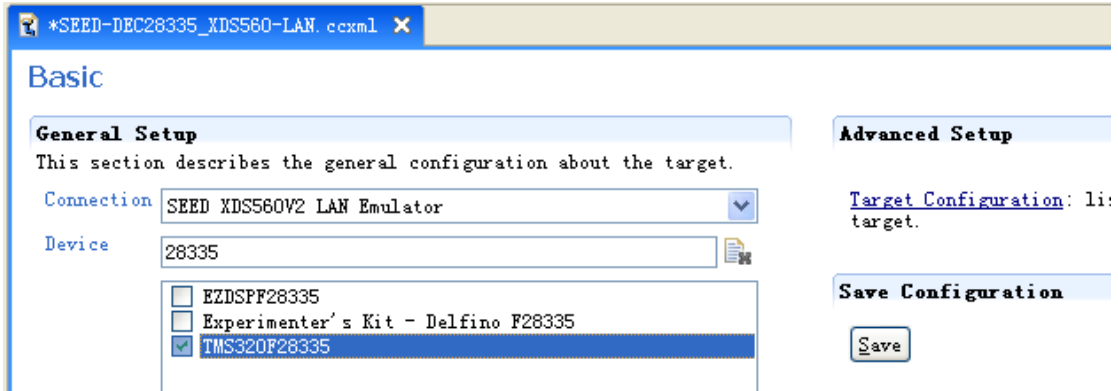 *SEED-DEC28335_XDS560-LAN.ccxml
Basic
General Setup
This section describes the general configuration about the target.
Connection SEED XDS560V2 LAN Emulator
Device 28335
EZDSPF28335
Experimenter's Kit - Delfino F28335
TMS320F28335
Advanced Setup
Target Configuration: lis
target.
Save Configuration
Save